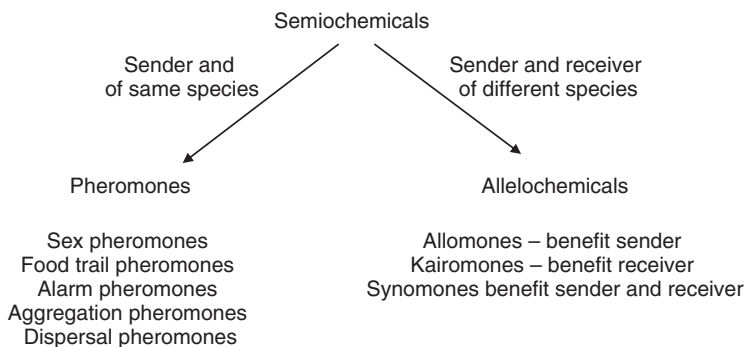 Semiochemicals
Sender and
of same species
Sender and receiver
of different species
Pheromones
Allelochemicals
Sex pheromones
Food trail pheromones
Alarm pheromones
Aggregation pheromones
Dispersal pheromones
Allomones – benefit sender
Kairomones – benefit receiver
Synomones benefit sender and receiver